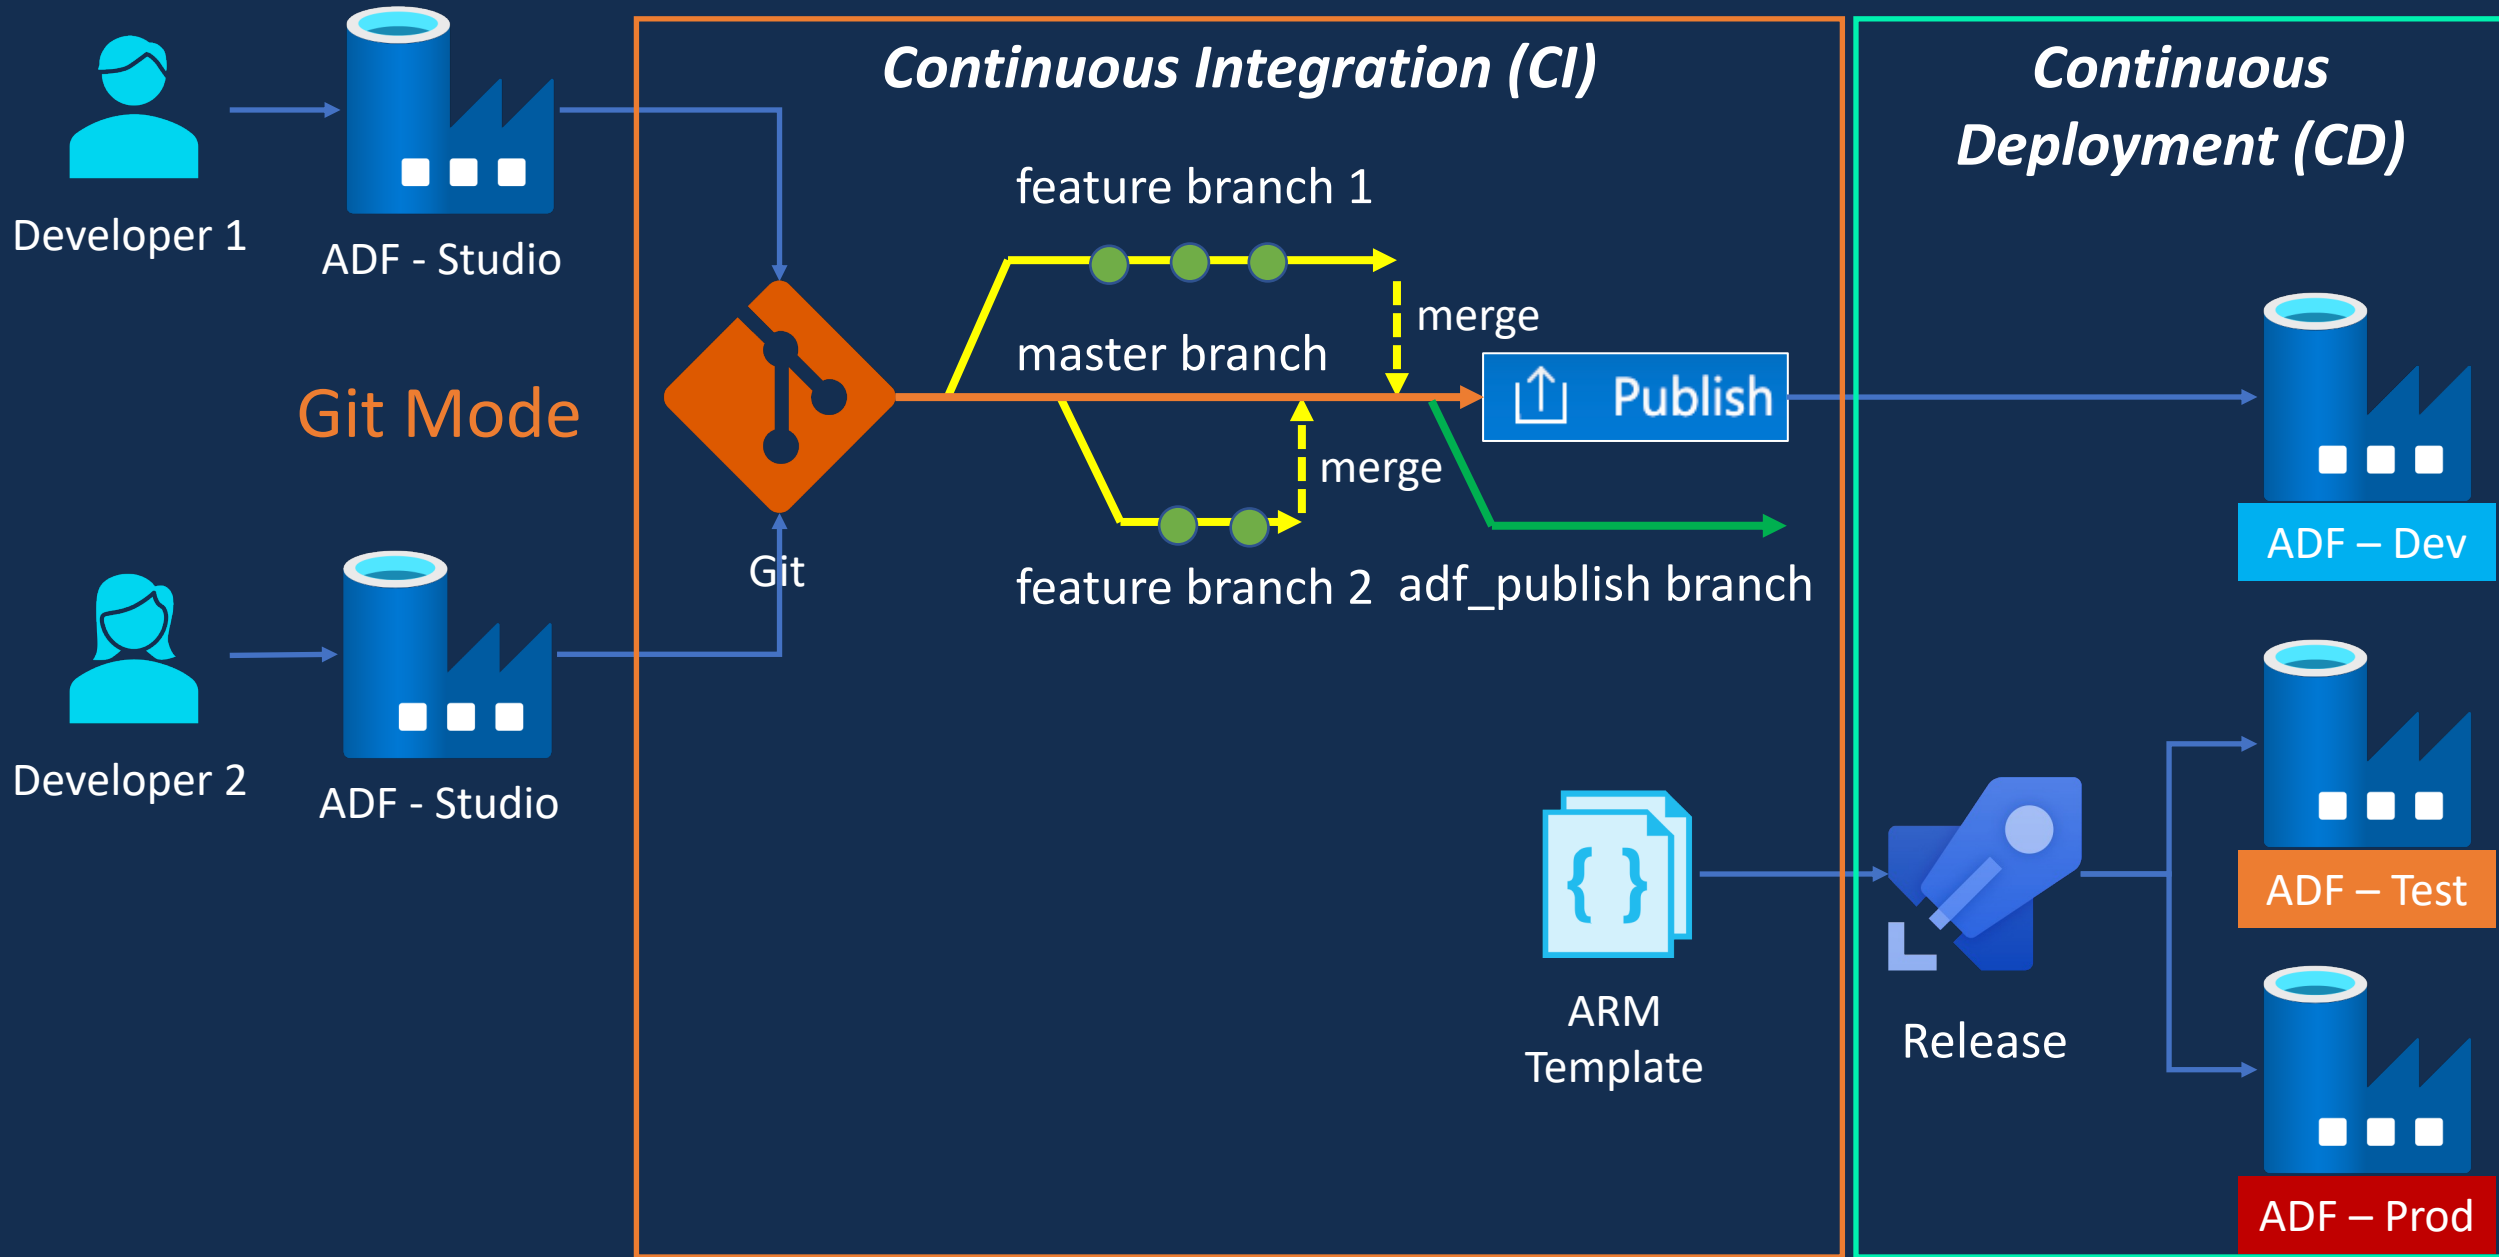 Continuous Integration (CI)
Continuous
Deployment (CD)
Developer 1
ADF - Studio
feature branch 1
merge
master branch
Publish
Git Mode
merge
Git
feature branch 2
adf_publish branch
ADF – Dev
Developer 2
ADF - Studio
{ }
ARM
Template
Release
ADF – Test
ADF – Prod